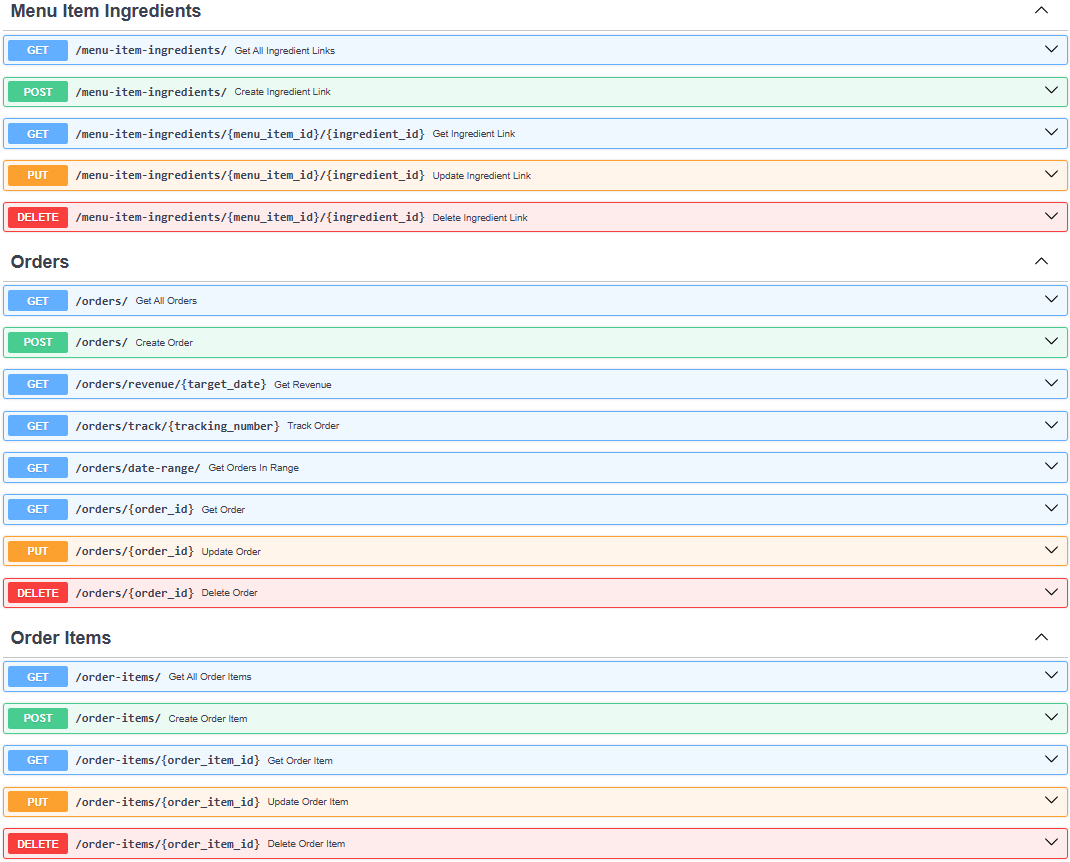 Menu Item Ingredients
GET /menu-item-ingredients/ Get All Ingredient Links
POST /menu-item-ingredients/ Create Ingredient Link
GET /menu-item-ingredients/{menu_item_id}/{ingredient_id} Get Ingredient Link
PUT /menu-item-ingredients/{menu_item_id}/{ingredient_id} Update Ingredient Link
DELETE /menu-item-ingredients/{menu_item_id}/{ingredient_id} Delete Ingredient Link
Orders
GET /orders/ Get All Orders
POST /orders/ Create Order
GET /orders/revenue/{target_date} Get Revenue
GET /orders/track/{tracking_number} Track Order
GET /orders/date-range/ Get Orders In Range
GET /orders/{order_id} Get Order
PUT /orders/{order_id} Update Order
DELETE /orders/{order_id} Delete Order
Order Items
GET /order-items/ Get All Order Items
POST /order-items/ Create Order Item
GET /order-items/{order_item_id} Get Order Item
PUT /order-items/{order_item_id} Update Order Item
DELETE /order-items/{order_item_id} Delete Order Item